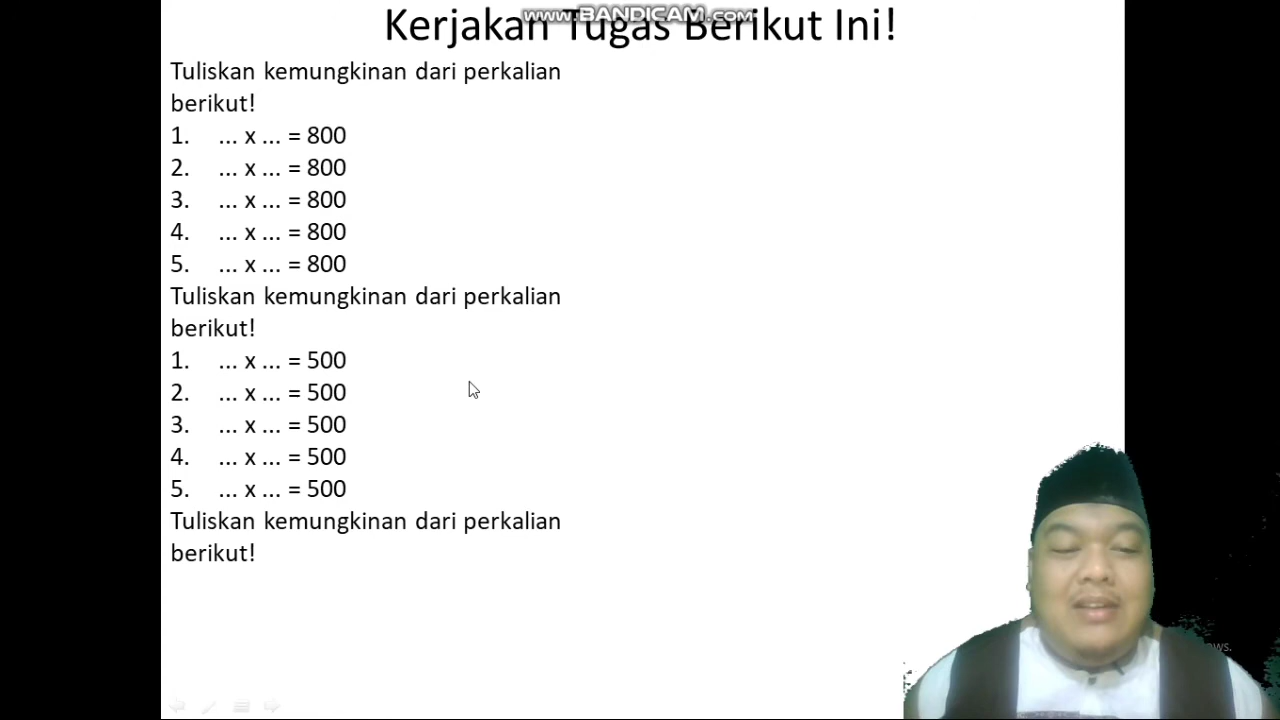 www.BANDICAM.com
Kerjakan Tugas Berikut Ini!
Tuliskan kemungkinan dari perkalian
berikut!
1. ... x ... = 800
2. ... x ... = 800
3. ... x ... = 800
4. ... x ... = 800
5. ... x ... = 800
Tuliskan kemungkinan dari perkalian
berikut!
1. ... x ... = 500
2. ... x ... = 500
3. ... x ... = 500
4. ... x ... = 500
5. ... x ... = 500
Tuliskan kemungkinan dari perkalian
berikut!